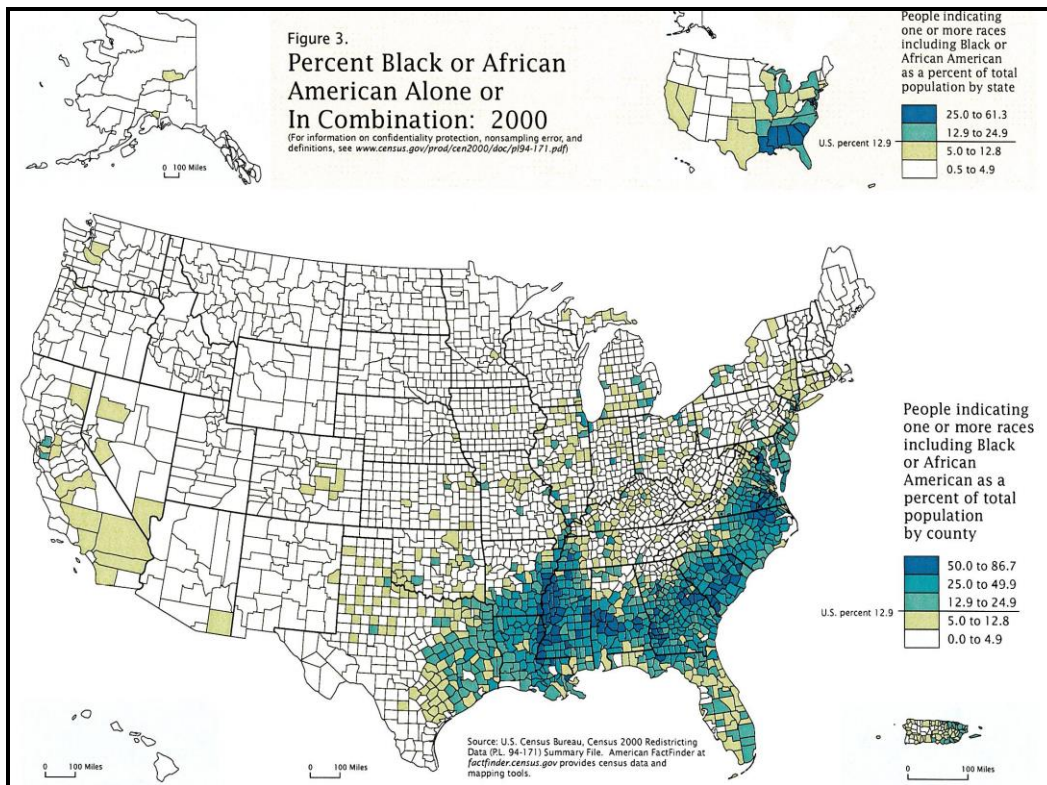 Figure 3.
Percent Black or African
American Alone or
In Combination: 2000
(For information on confidentiality protection, nonsampling error, and
definitions, see www.census.gov/prod/cen2000/doc/pl94-171.pdf)
0 100 Miles
People indicating
one or more races
including Black or
African American
as a percent of total
population by state
25.0 to 61.3
12.9 to 24.9
U.S. percent 12.9
5.0 to 12.8
0.5 to 4.9
People indicating
one or more races
including Black
or African
American as a
percent of total
population
by county
50.0 to 86.7
25.0 to 49.9
12.9 to 24.9
U.S. percent 12.9
5.0 to 12.8
0.0 to 4.9
0 100 Miles
0 100 Miles
Source: U.S. Census Bureau, Census 2000 Redistricting
Data (P.L. 94-171) Summary File. American FactFinder at
factfinder.census.gov provides census data and
mapping tools.
0 100 Miles